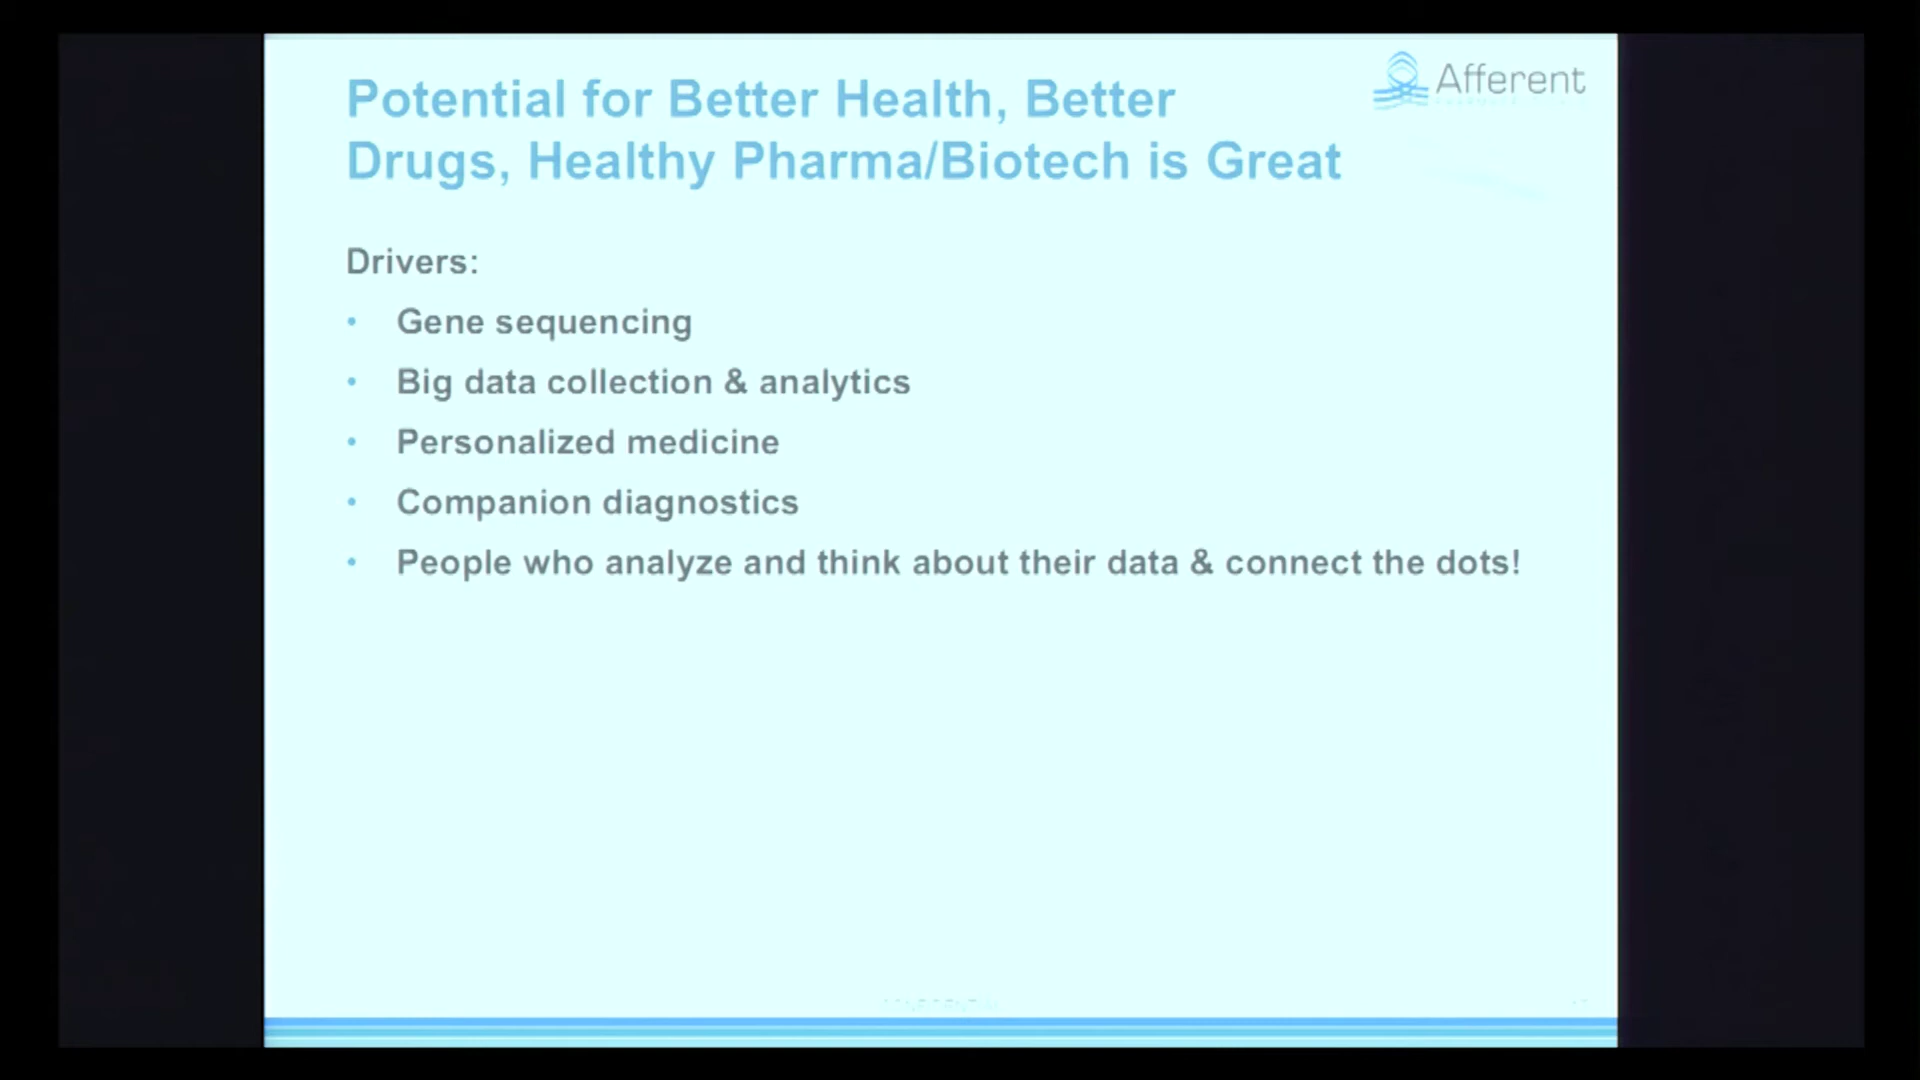 Afferent
Potential for Better Health, Better
Drugs, Healthy Pharma/Biotech is Great
Drivers:
• Gene sequencing
• Big data collection & analytics
• Personalized medicine
• Companion diagnostics
• People who analyze and think about their data & connect the dots!